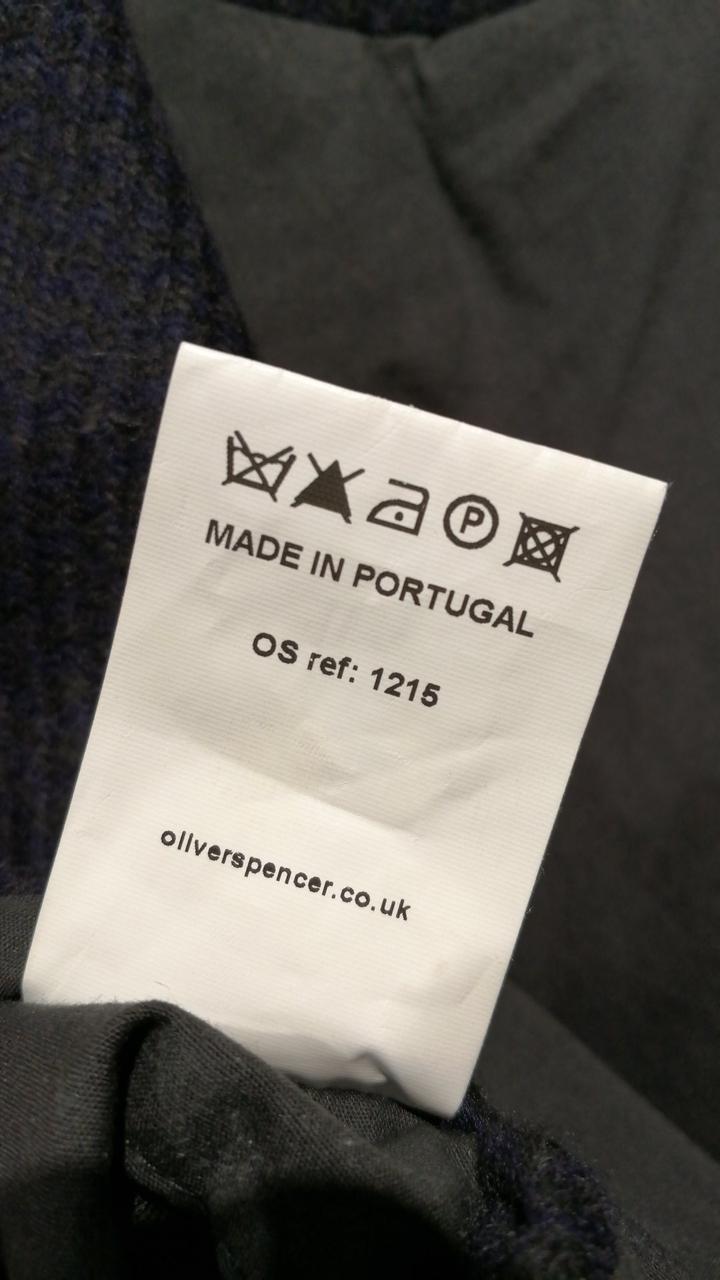 P
MADE IN PORTUGAL
OS ref: 1215
oliverspencer.co.uk